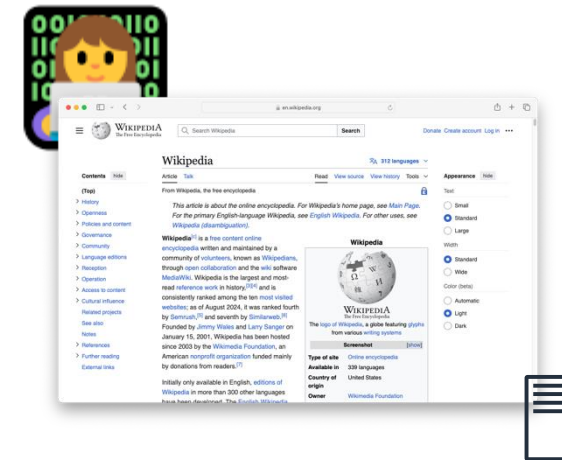 en.wikipedia.org
WIKIPEDIA
The Free Encyclopedia
Search Wikipedia
Search
Donate Create account Log in
Wikipedia
312 languages
Contents hide
Article Talk
Read View source View history Tools
Appearance hide
(Top)
History
Openness
Policies and content
Governance
Community
Language editions
Reception
Operation
Access to content
Cultural influence
Related projects
See also
Notes
References
Further reading
External links
From Wikipedia, the free encyclopedia
This article is about the online encyclopedia. For Wikipedia's home page, see Main Page.
For the primary English-language Wikipedia, see English Wikipedia. For other uses, see
Wikipedia (disambiguation).
Wikipedia is a free content online
encyclopedia written and maintained by a
community of volunteers, known as Wikipedians,
through open collaboration and the wiki software
MediaWiki. Wikipedia is the largest and most-
read reference work in history,[3][4] and is
consistently ranked among the ten most visited
websites; as of August 2024, it was ranked fourth
by Semrush,[5] and seventh by Similarweb.[6]
Founded by Jimmy Wales and Larry Sanger on
January 15, 2001, Wikipedia has been hosted
since 2003 by the Wikimedia Foundation, an
American nonprofit organization funded mainly
by donations from readers.[7]
Initially only available in English, editions of
Wikipedia in more than 300 other languages
have been developed. The English Wikipedia
Wikipedia
WIKIPEDIA
The Free Encyclopedia
The logo of Wikipedia, a globe featuring glyphs
from various writing systems
Screenshot [show]
Type of site Online encyclopedia
Available in 339 languages
Country of origin United States
Owner Wikimedia Foundation
Text
Small
Standard
Large
Width
Standard
Wide
Color (beta)
Automatic
Light
Dark